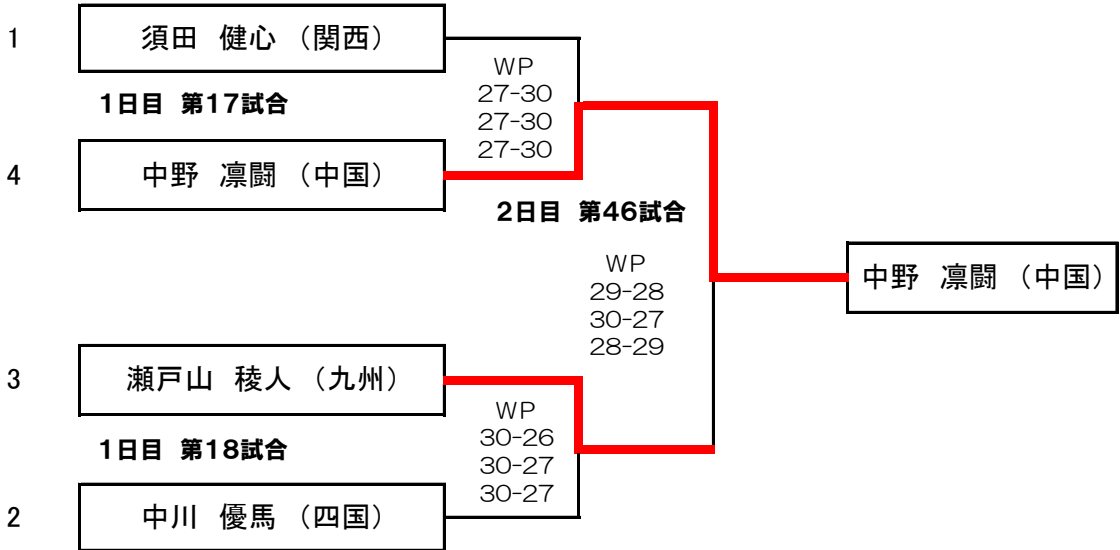 1
須田 健心 (関西)
WP
27-30
27-30
27-30
1日目 第17試合
4
中野 凛闘 (中国)
2日目 第46試合
WP
29-28
30-27
28-29
中野 凛闘 (中国)
3
瀬戸山 稜人 (九州)
WP
30-26
30-27
30-27
1日目 第18試合
2
中川 優馬 (四国)